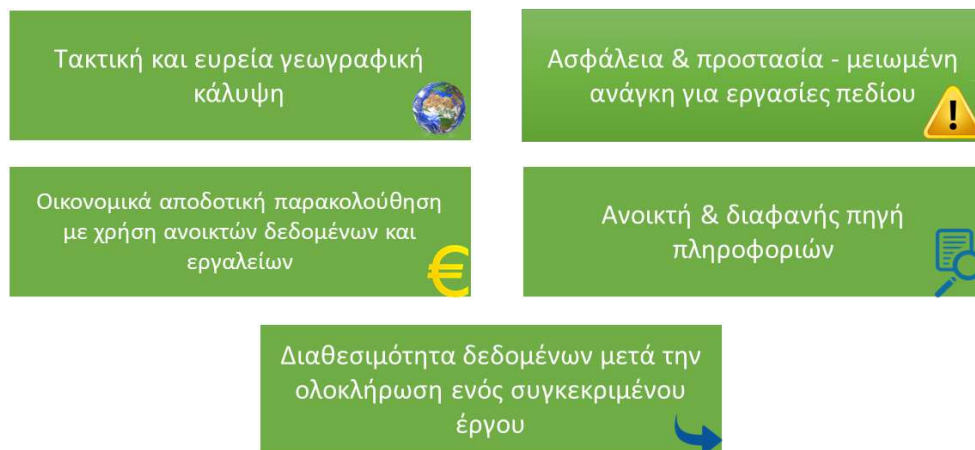 Τακτική και ευρεία γεωγραφική
κάλυψη
Ασφάλεια & προστασία - μειωμένη
ανάγκη για εργασίες πεδίου
Οικονομικά αποδοτική παρακολούθηση
με χρήση ανοικτών δεδομένων και
εργαλείων
Ανοικτή & διαφανής πηγή
πληροφοριών
Διαθεσιμότητα δεδομένων μετά την
ολοκλήρωση ενός συγκεκριμένου
έργου